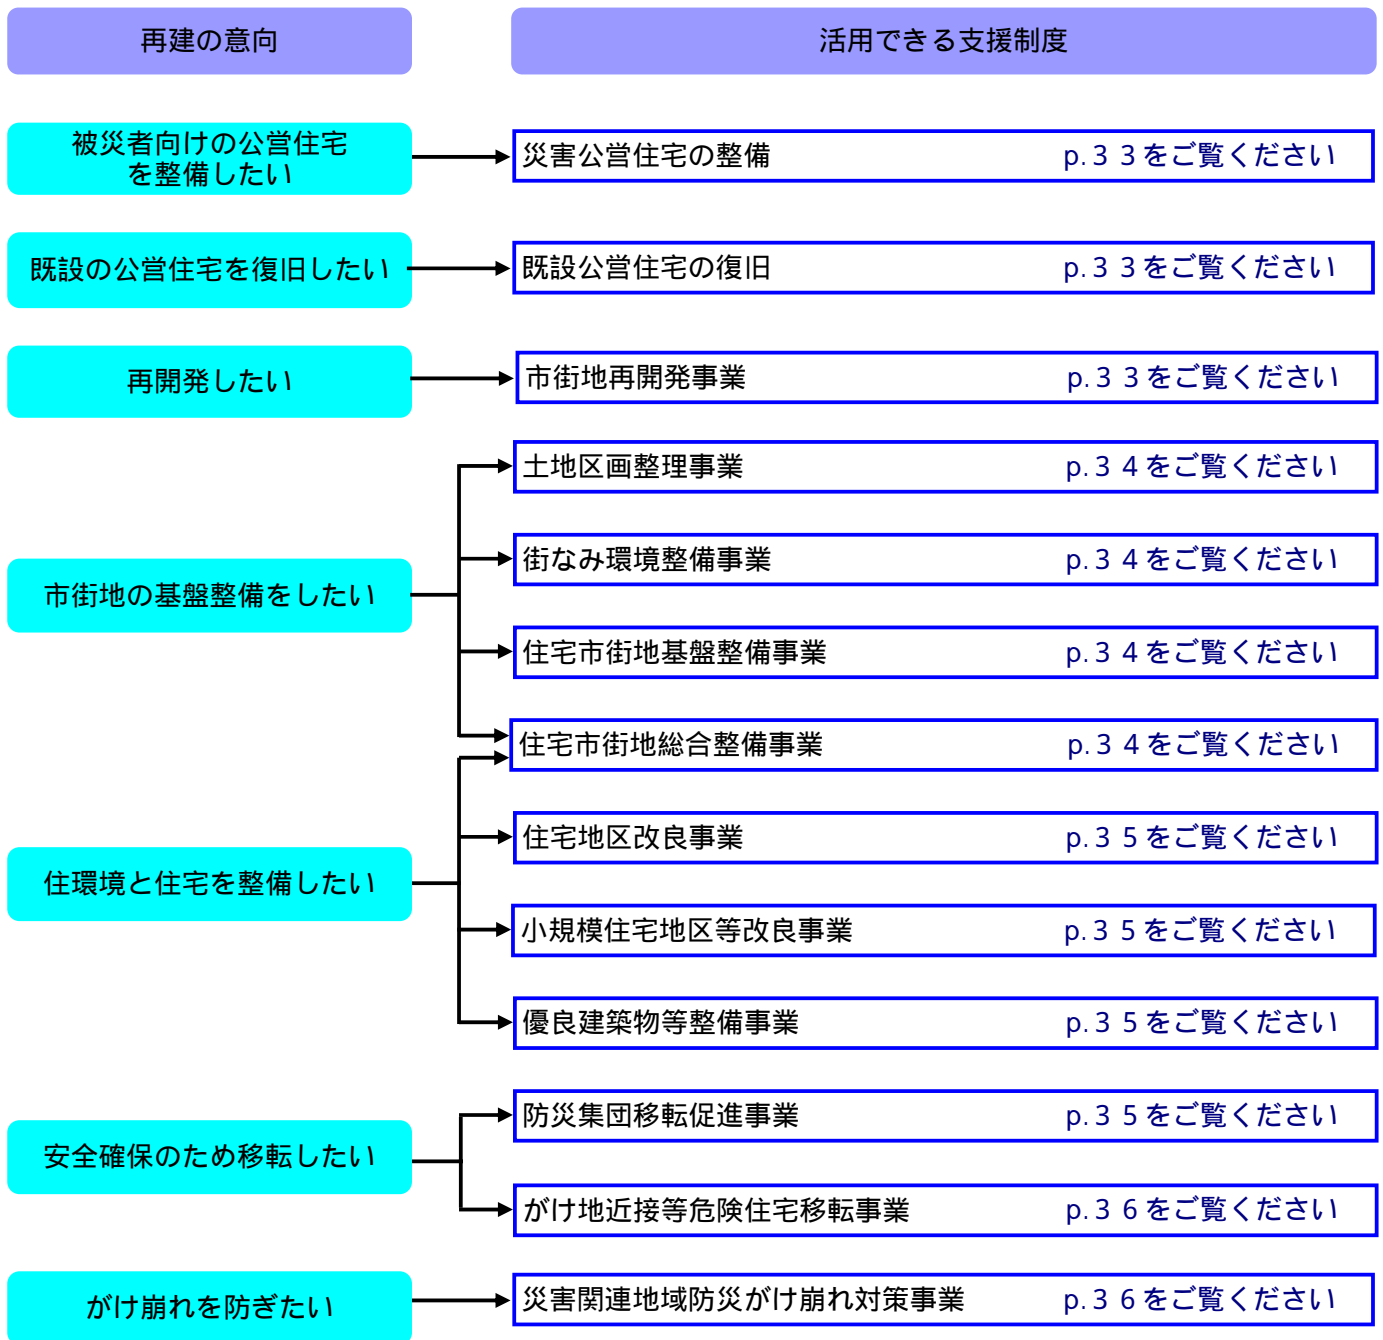 再建の意向
活用できる支援制度
被災者向けの公営住宅
を整備したい
災害公営住宅の整備 p.33をご覧ください
既設の公営住宅を復旧したい
既設公営住宅の復旧 p.33をご覧ください
再開発したい
市街地再開発事業 p.33をご覧ください
市街地の基盤整備をしたい
土地区画整理事業 p.34をご覧ください
街なみ環境整備事業 p.34をご覧ください
住宅市街地基盤整備事業 p.34をご覧ください
住宅市街地総合整備事業 p.34をご覧ください
住環境と住宅を整備したい
住宅地区改良事業 p.35をご覧ください
小規模住宅地区等改良事業 p.35をご覧ください
優良建築物等整備事業 p.35をご覧ください
安全確保のため移転したい
防災集団移転促進事業 p.35をご覧ください
がけ地近接等危険住宅移転事業 p.36をご覧ください
がけ崩れを防ぎたい
災害関連地域防災がけ崩れ対策事業 p.36をご覧ください